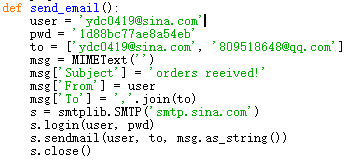 def send_email():
    user = 'ydc0419@sina.com'
    pwd = '1d88bc77ae8a54eb'
    to = ['ydc0419@sina.com', '809518648@qq.com']
    msg = MIMEText('')
    msg['Subject'] = 'orders reeived!'
    msg['From'] = user
    msg['To'] = ','.join(to)
    s = smtplib.SMTP('smtp.sina.com')
    s.login(user, pwd)
    s.sendmail(user, to, msg.as_string())
    s.close()